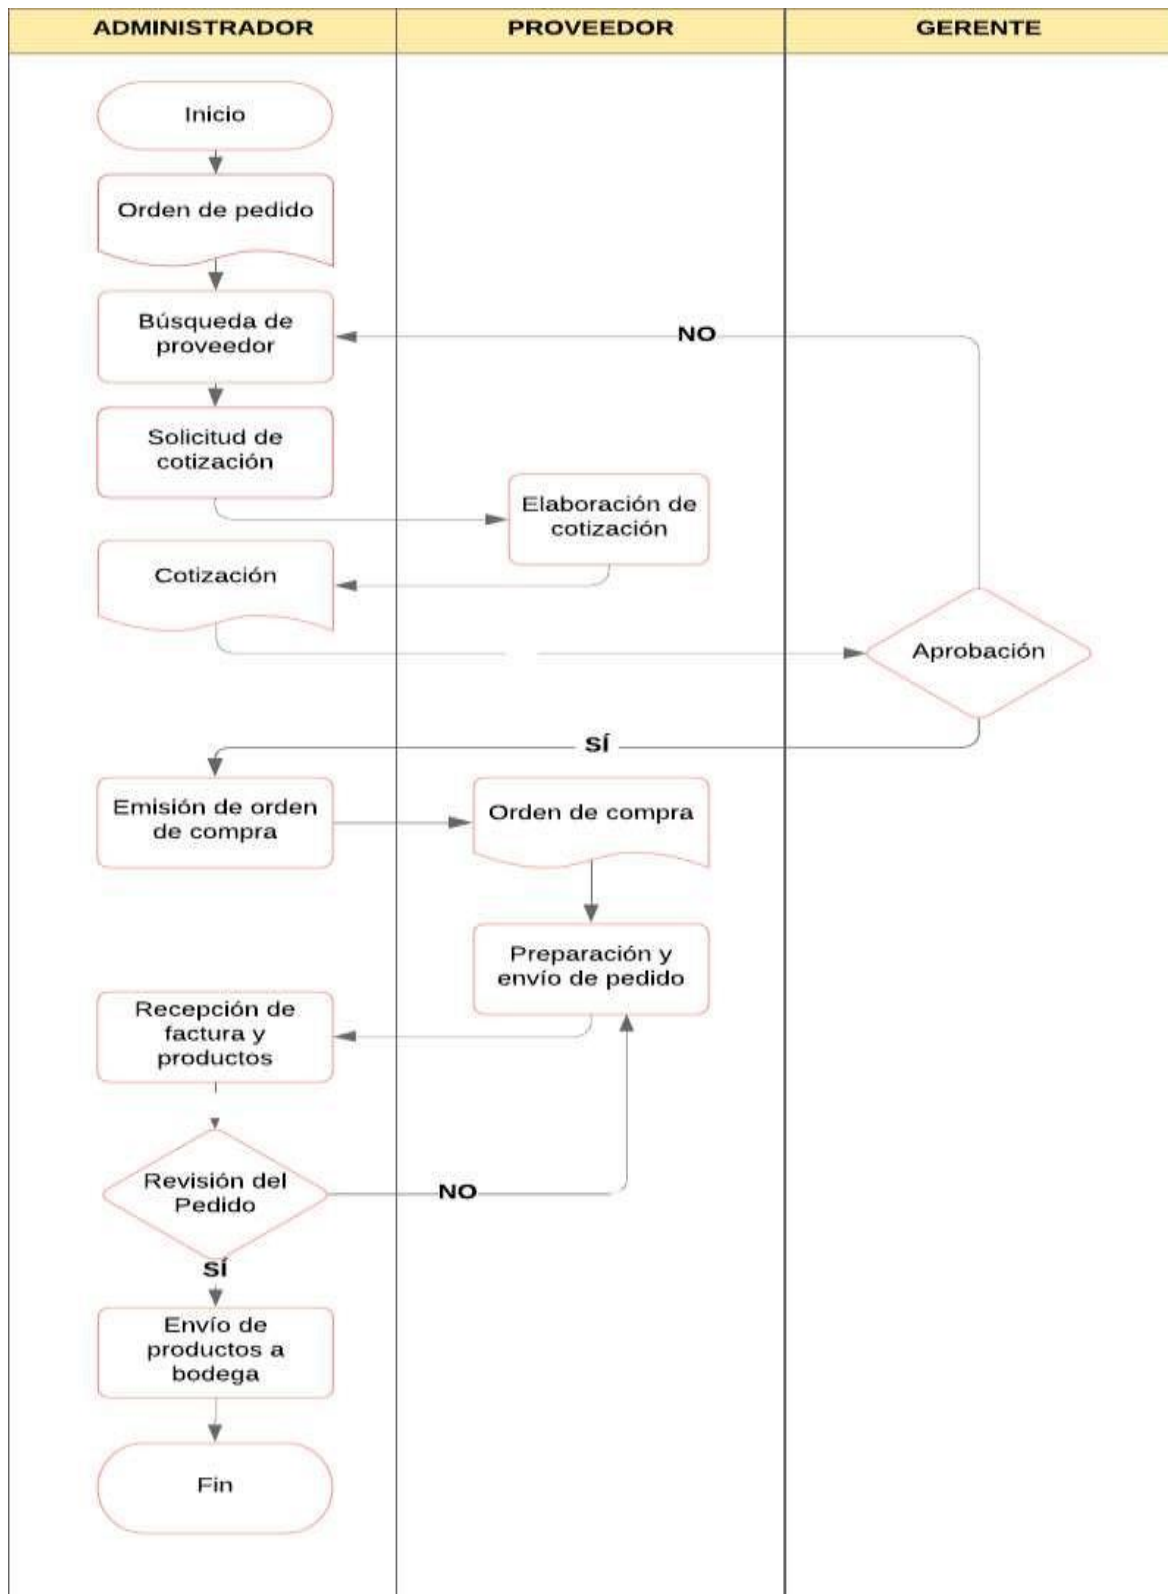 ADMINISTRADOR
PROVEEDOR
GERENTE
Inicio
Orden de pedido
Búsqueda de
proveedor
NO
Solicitud de
cotización
Elaboración de
cotización
Cotización
Aprobación
SÍ
Emisión de orden
de compra
Orden de compra
Preparación y
envío de pedido
Recepción de
factura y
productos
Revisión del
Pedido
NO
SÍ
Envío de
productos a
bodega
Fin